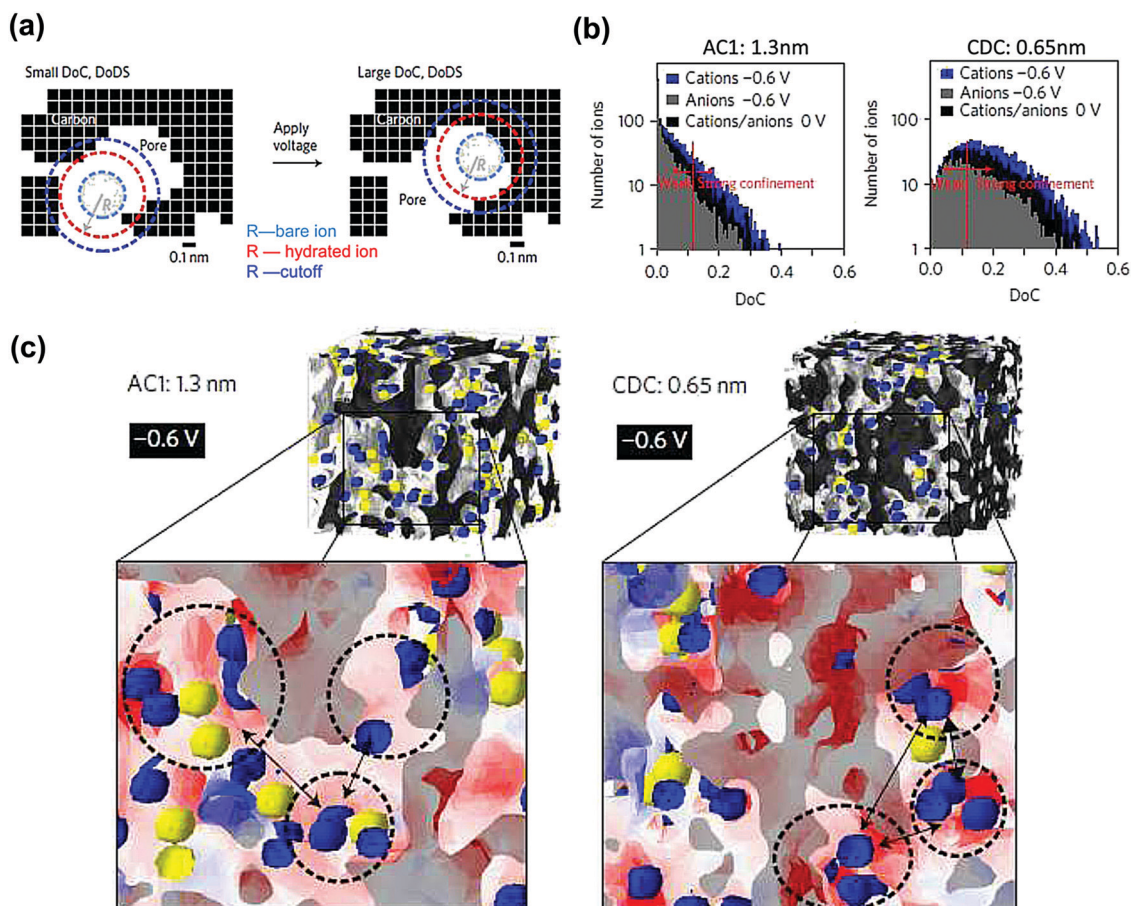 (a)
Small DoC, DoDS
Carbon
Pore
R
0.1 nm
Apply
voltage
Large DoC, DoDS
Carbon
Pore
R
0.1 nm
R—bare ion
R — hydrated ion
R —cutoff
(b)
AC1: 1.3nm
Cations −0.6 V
Anions −0.6 V
Cations/anions 0 V
Number of ions
100
10
1
Weak Strong confinement
0.0 0.2 0.4 0.6
DoC
CDC: 0.65nm
Cations −0.6 V
Anions −0.6 V
Cations/anions 0 V
Number of ions
100
10
1
Weak Strong confinement
0.0 0.2 0.4 0.6
DoC
(c)
AC1: 1.3 nm
−0.6 V
CDC: 0.65 nm
−0.6 V